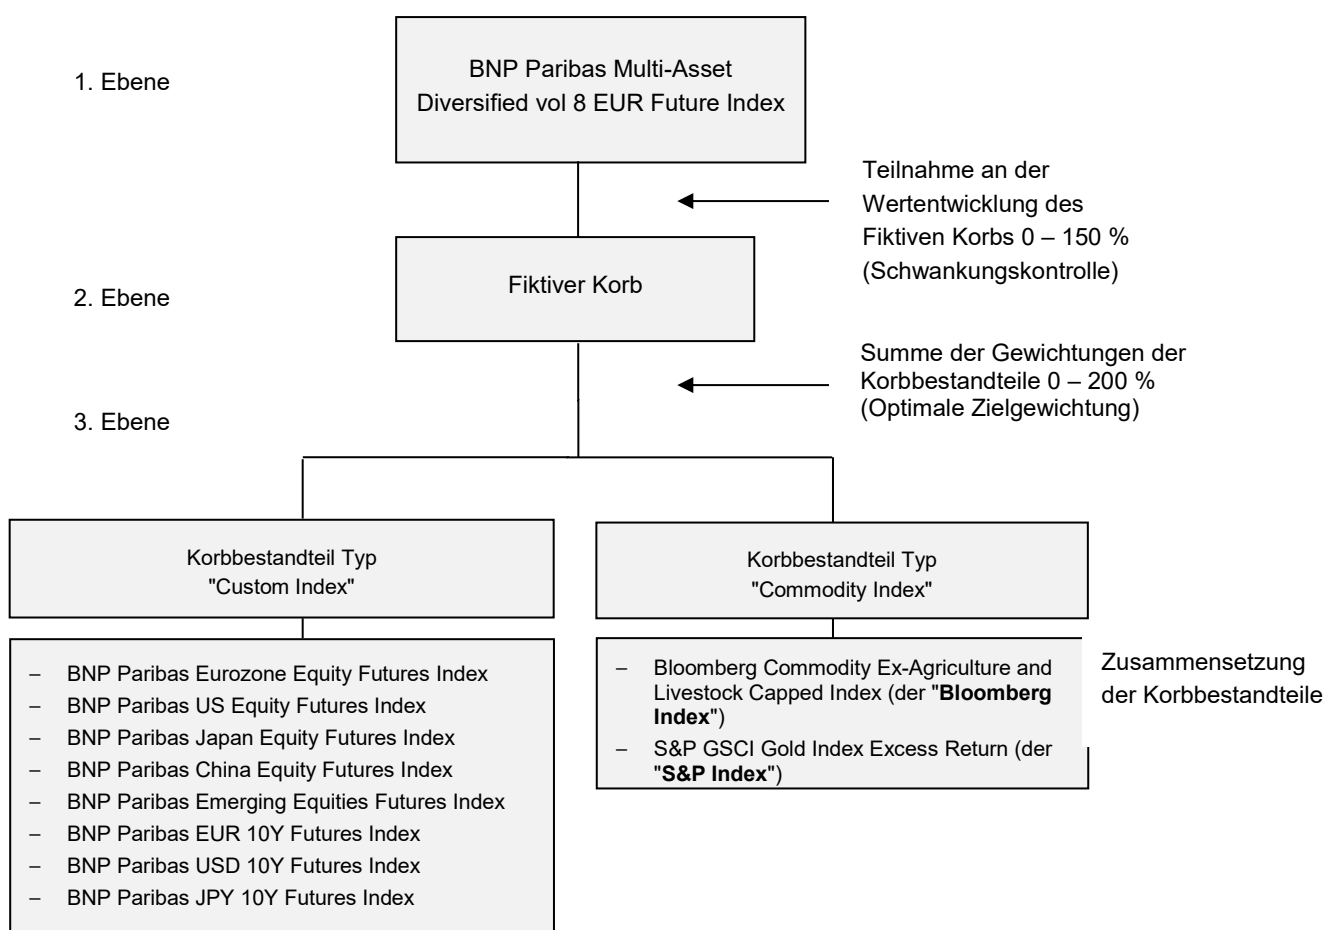 1. Ebene
BNP Paribas Multi-Asset
Diversified vol 8 EUR Future Index
Teilnahme an der
Wertentwicklung des
Fiktiven Korbs 0 – 150 %
(Schwankungskontrolle)
2. Ebene
Fiktiver Korb
Summe der Gewichtungen der
Korbbestandteile 0 – 200 %
(Optimale Zielgewichtung)
3. Ebene
Korbbestandteil Typ
"Custom Index"
Korbbestandteil Typ
"Commodity Index"
– BNP Paribas Eurozone Equity Futures Index
– BNP Paribas US Equity Futures Index
– BNP Paribas Japan Equity Futures Index
– BNP Paribas China Equity Futures Index
– BNP Paribas Emerging Equities Futures Index
– BNP Paribas EUR 10Y Futures Index
– BNP Paribas USD 10Y Futures Index
– BNP Paribas JPY 10Y Futures Index
– Bloomberg Commodity Ex-Agriculture and
Livestock Capped Index (der "Bloomberg
Index")
– S&P GSCI Gold Index Excess Return (der
"S&P Index")
Zusammensetzung
der Korbbestandteile